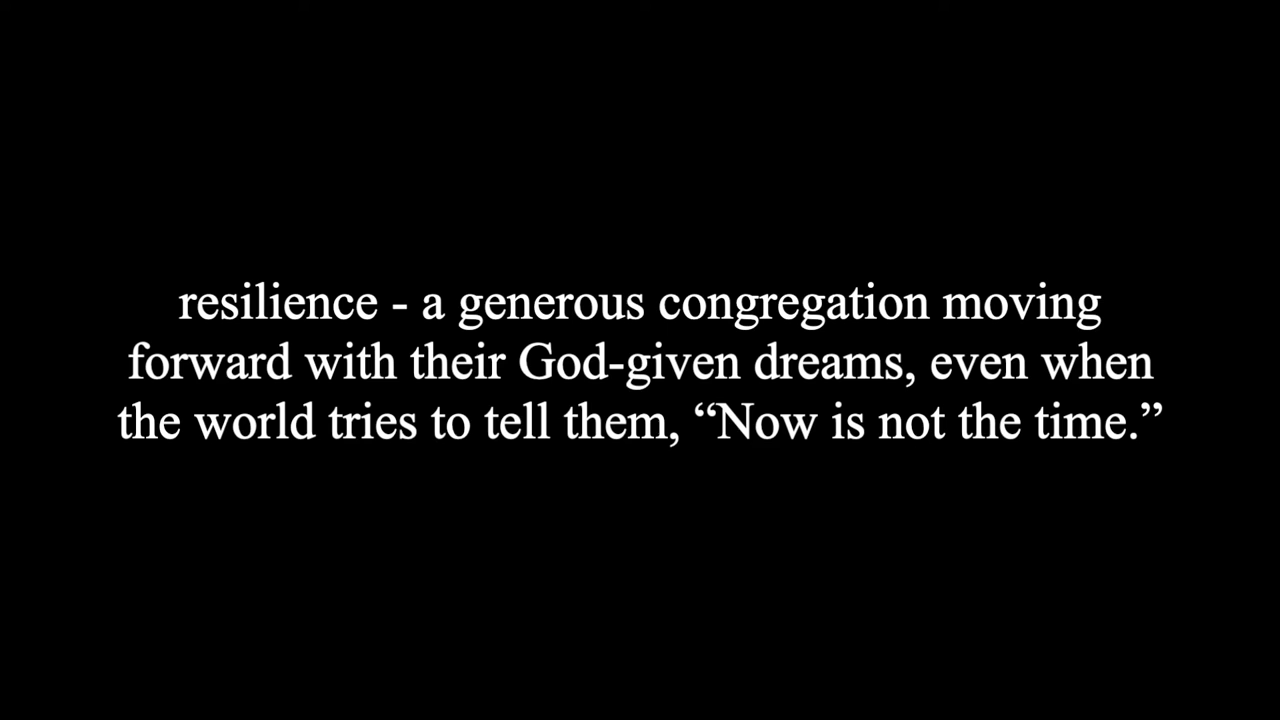 resilience - a generous congregation moving
forward with their God-given dreams, even when
the world tries to tell them, “Now is not the time.”